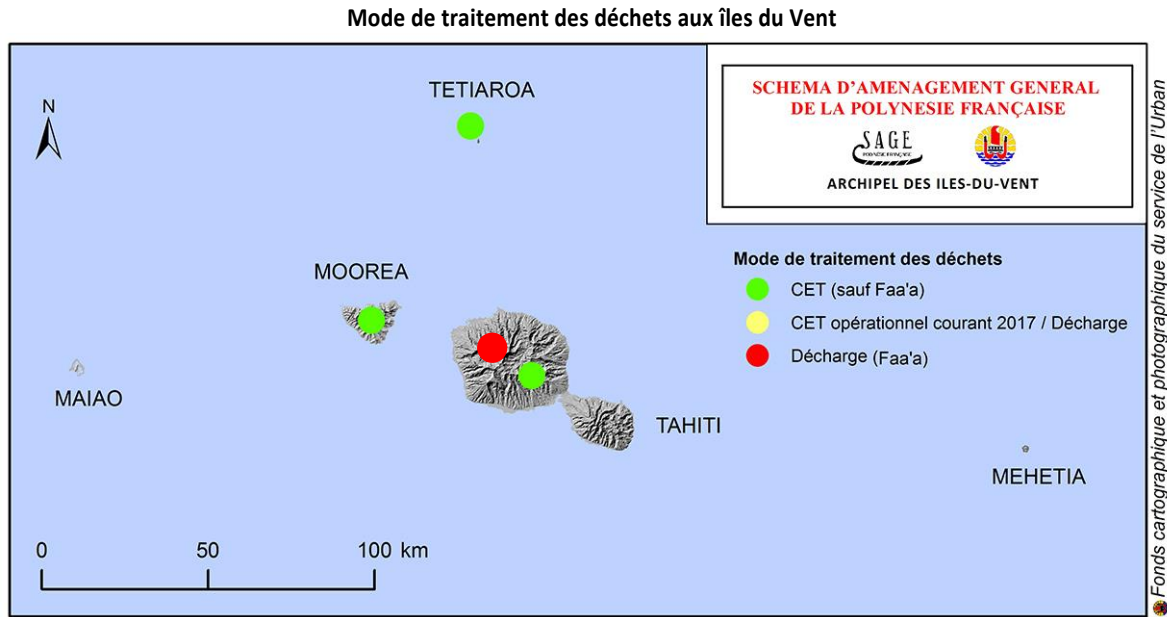 Mode de traitement des déchets aux îles du Vent
TETIAROA
N
SCHEMA D'AMENAGEMENT GENERAL
DE LA POLYNESIE FRANÇAISE
SAGE
POLYNÉSIE FRANÇAISE
ARCHIPEL DES ILES-DU-VENT
MOOREA
Mode de traitement des déchets
CET (sauf Faa'a)
CET opérationnel courant 2017 / Décharge
Décharge (Faa'a)
MAIAO
TAHITI
MEHETIA
0 50 100 km
Fonds cartographique et photographique du service de l'Urban